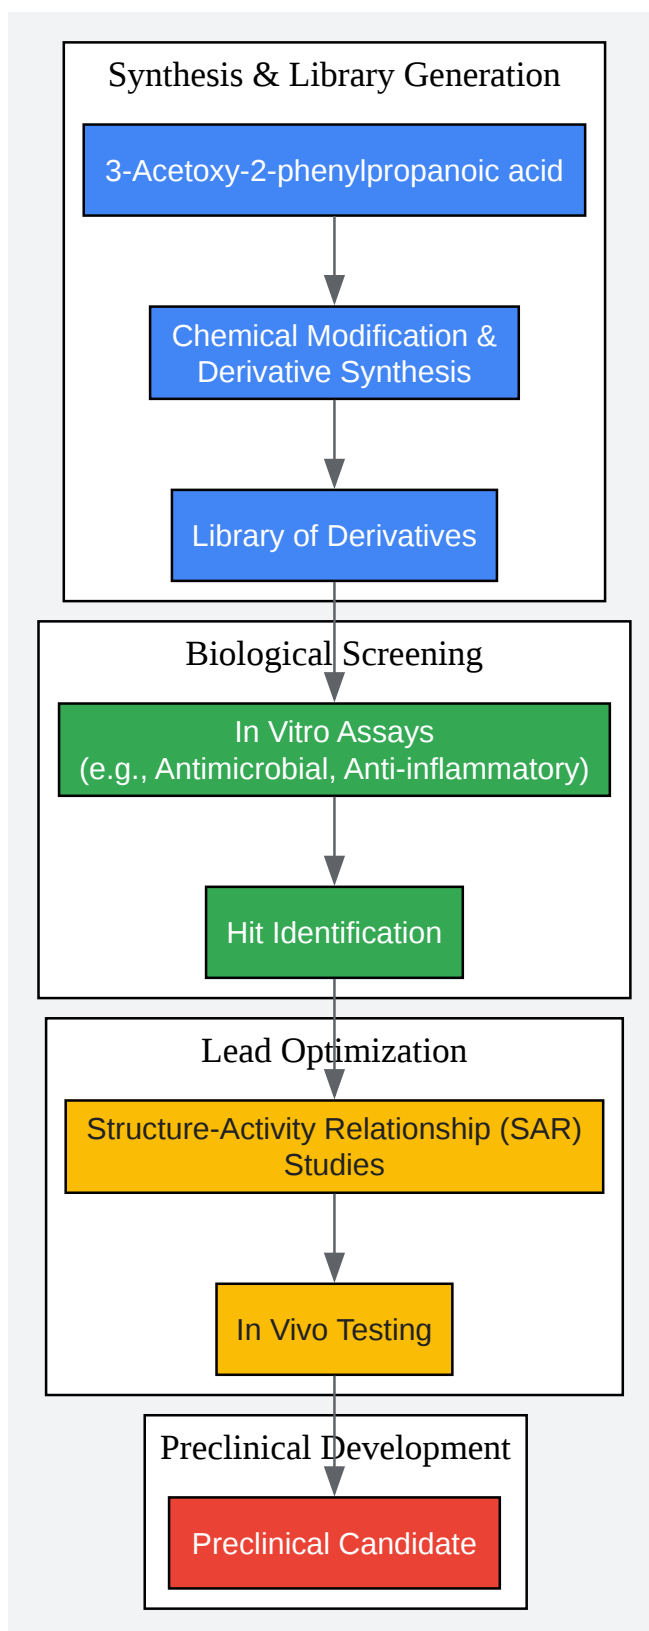 Synthesis & Library Generation
3-Acetoxy-2-phenylpropanoic acid
Chemical Modification &
Derivative Synthesis
Library of Derivatives
Biological Screening
In Vitro Assays
(e.g., Antimicrobial, Anti-inflammatory)
Hit Identification
Lead Optimization
Structure-Activity Relationship (SAR)
Studies
In Vivo Testing
Preclinical Development
Preclinical Candidate